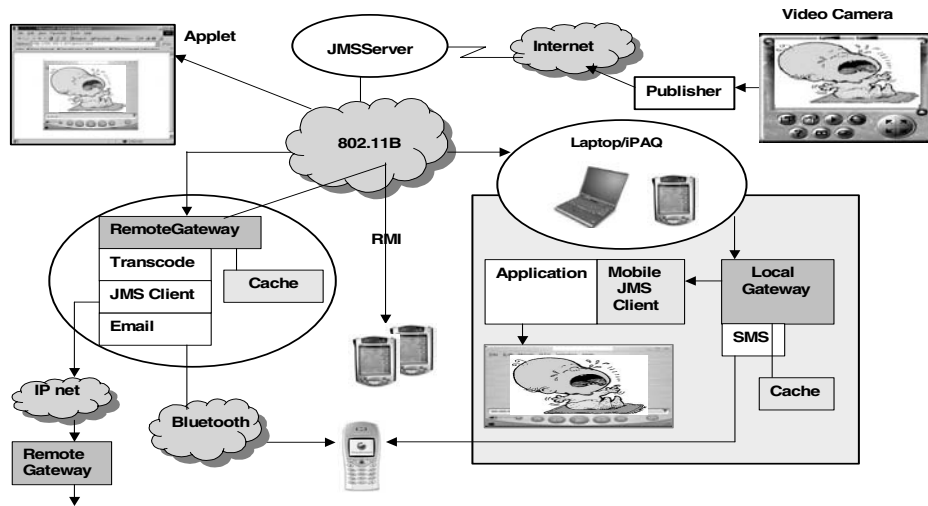 Video Camera
Applet
JMSServer
Internet
Publisher
802.11B
Laptop/iPAQ
RemoteGateway
Transcode
JMS Client
Email
Cache
RMI
Application
Mobile
JMS
Client
Local
Gateway
SMS
Cache
IP net
Bluetooth
Remote
Gateway